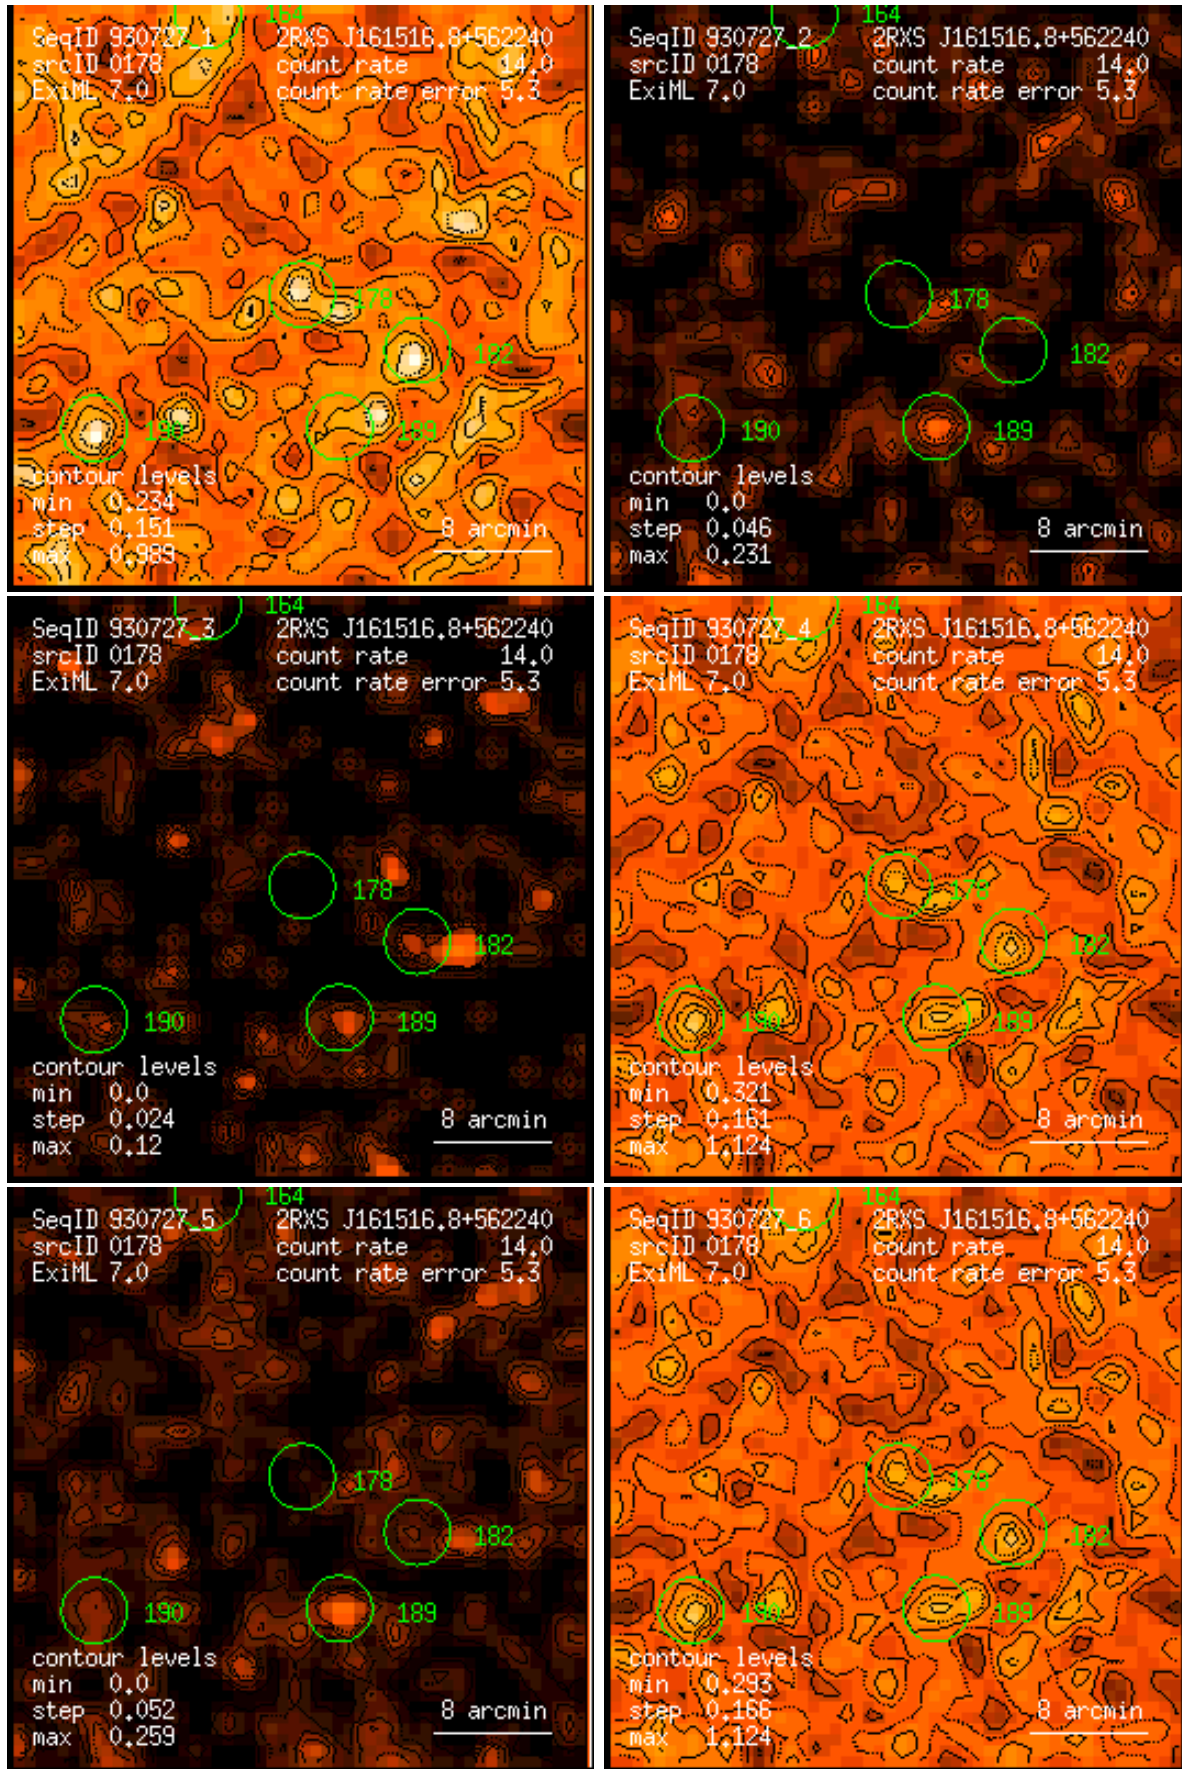 164
SeqID 930727_1 2RXS J161516.8+562240
srcID 0178 count rate 14.0
ExiML 7.0 count rate error 5.3
178
182
190 189
contour levels
min 0.234
step 0.151 8 arcmin
max 0.989
164
SeqID 930727_2 2RXS J161516.8+562240
srcID 0178 count rate 14.0
ExiML 7.0 count rate error 5.3
178
182
190 189
contour levels
min 0.0
step 0.046 8 arcmin
max 0.231
164
SeqID 930727_3 2RXS J161516.8+562240
srcID 0178 count rate 14.0
ExiML 7.0 count rate error 5.3
178
182
190 189
contour levels
min 0.0
step 0.024 8 arcmin
max 0.12
164
SeqID 930727_4 2RXS J161516.8+562240
srcID 0178 count rate 14.0
ExiML 7.0 count rate error 5.3
178
182
190 189
contour levels
min 0.321
step 0.161 8 arcmin
max 1.124
164
SeqID 930727_5 2RXS J161516.8+562240
srcID 0178 count rate 14.0
ExiML 7.0 count rate error 5.3
178
182
190 189
contour levels
min 0.0
step 0.052 8 arcmin
max 0.259
164
SeqID 930727_6 2RXS J161516.8+562240
srcID 0178 count rate 14.0
ExiML 7.0 count rate error 5.3
178
182
190 189
contour levels
min 0.293
step 0.166 8 arcmin
max 1.124